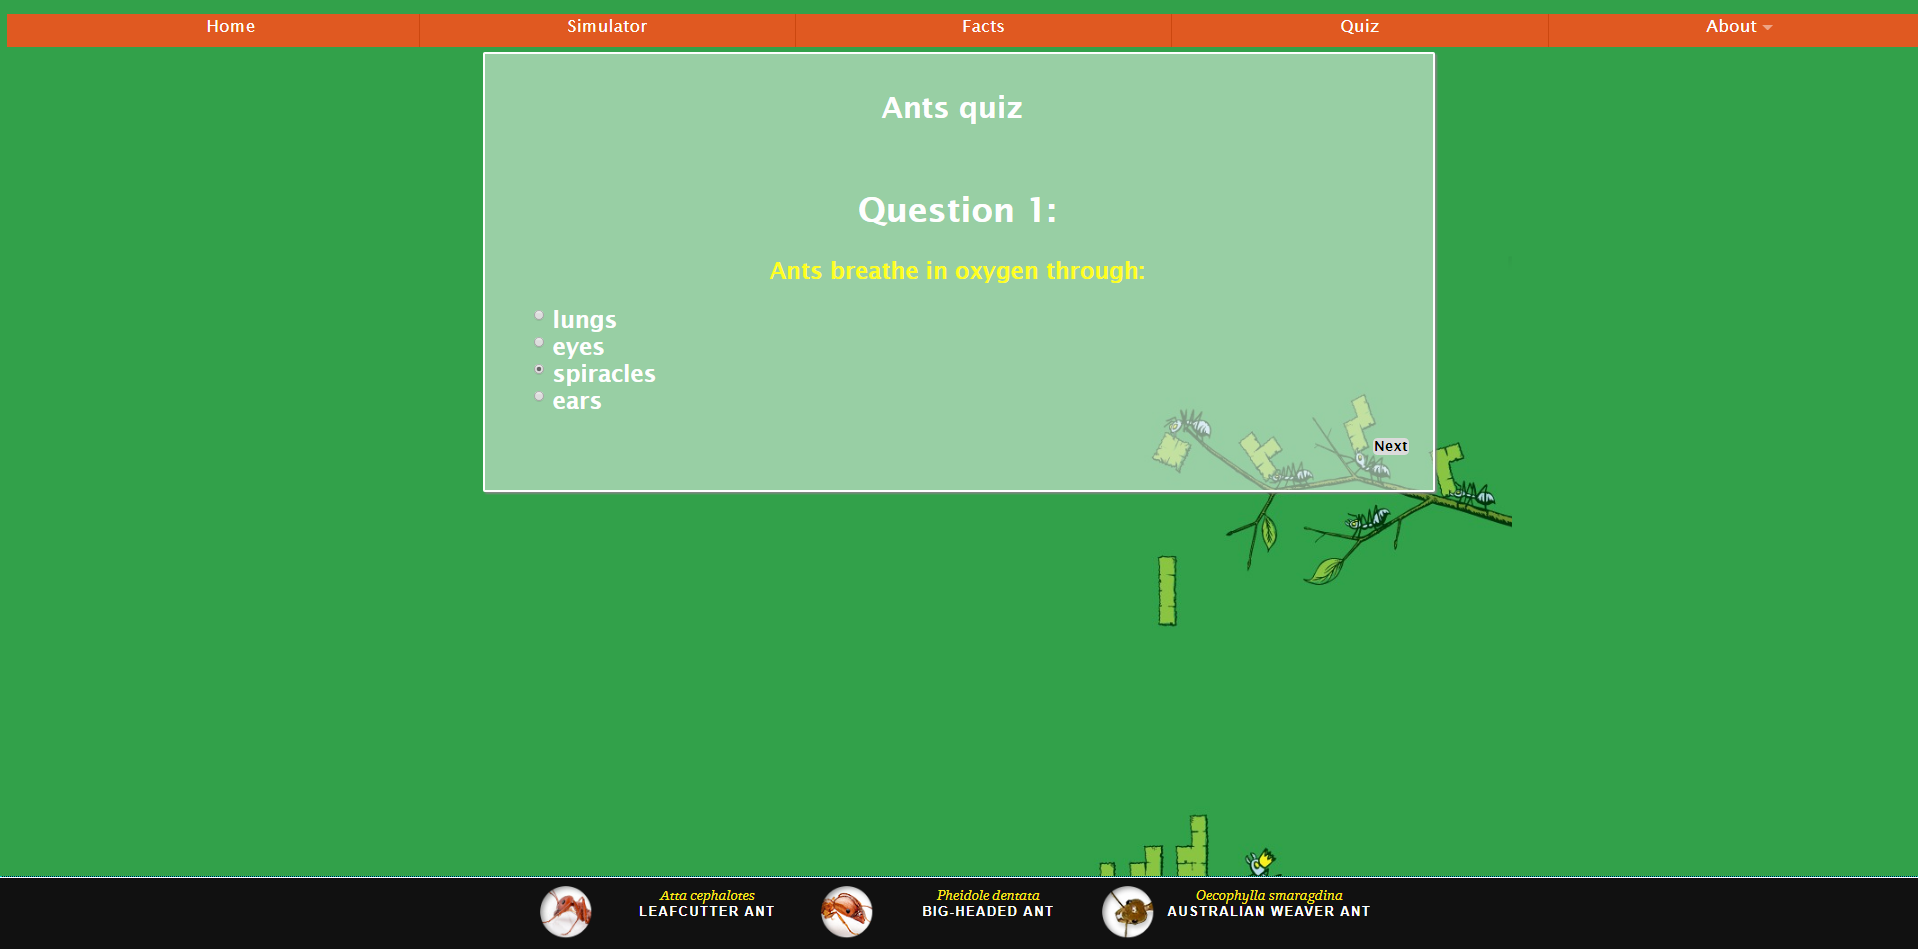 Home Simulator Facts Quiz About
Ants quiz
Question 1:
Ants breathe in oxygen through:
lungs
eyes
spiracles
ears
Next
Atta cephalotes
LEAFCUTTER ANT
Pheidole dentata
BIG-HEADED ANT
Oecophylla smaragdina
AUSTRALIAN WEAVER ANT